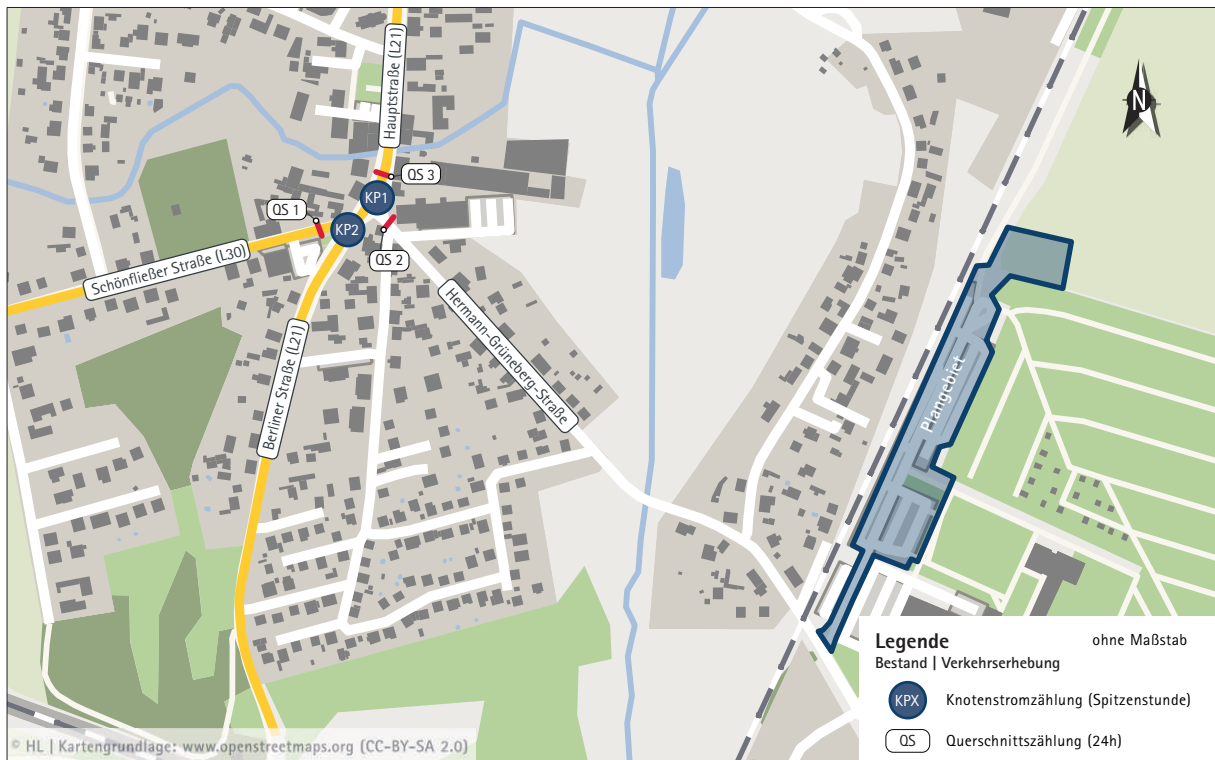 Hauptstraße (L21)
N
QS 3
KP1
QS 1
KP2
QS 2
Schönfließer Straße (L30)
Hermann-Grüneberg-Straße
Berliner Straße (L21)
Plangebiet
Legende
ohne Maßstab
Bestand | Verkehrserhebung
KPX
Knotenstromzählung (Spitzenstunde)
QS
Querschnittszählung (24h)
© HL | Kartengrundlage: www.openstreetmaps.org (CC-BY-SA 2.0)